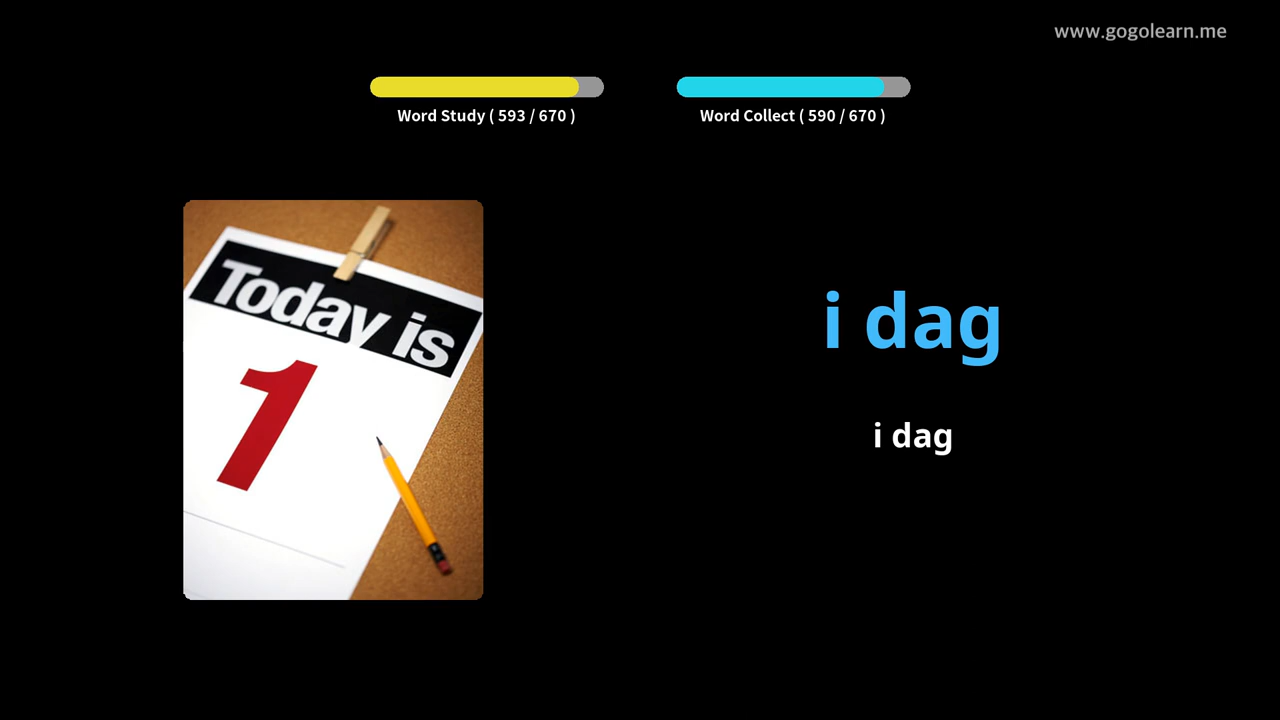 www.gogolearn.me
Word Study ( 593 / 670 )
Word Collect ( 590 / 670 )
Today is
1
i dag
i dag